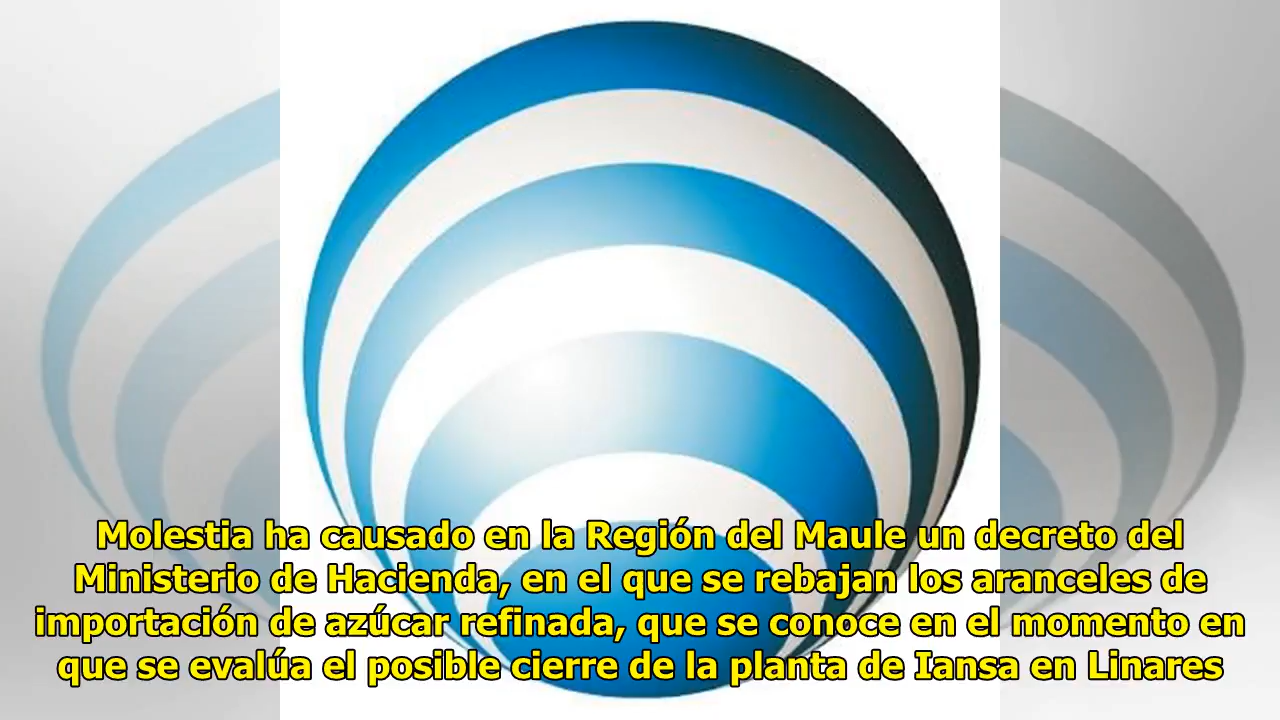 Molestia ha causado en la Región del Maule un decreto del
Ministerio de Hacienda, en el que se rebajan los aranceles de
importación de azúcar refinada, que se conoce en el momento en
que se evalúa el posible cierre de la planta de Iansa en Linares